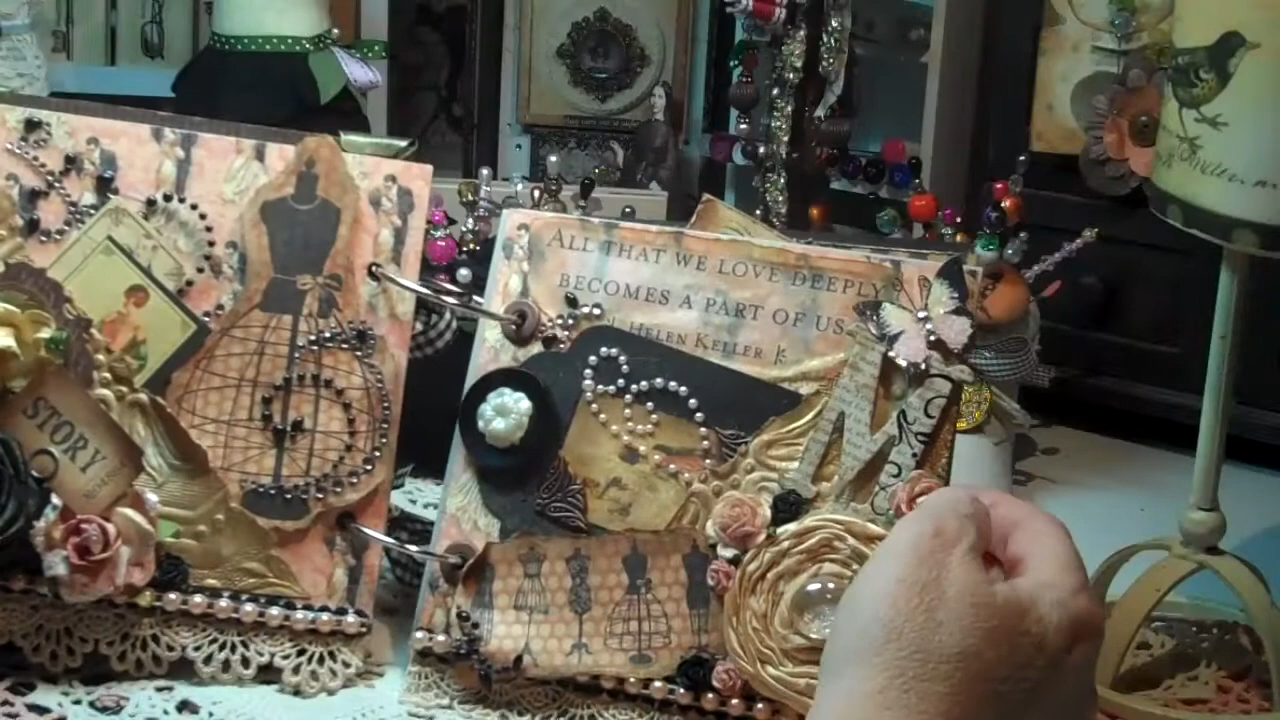 ALL THAT WE LOVE DEEPLY
BECOMES A PART OF US.
HELEN KELLER
STORY